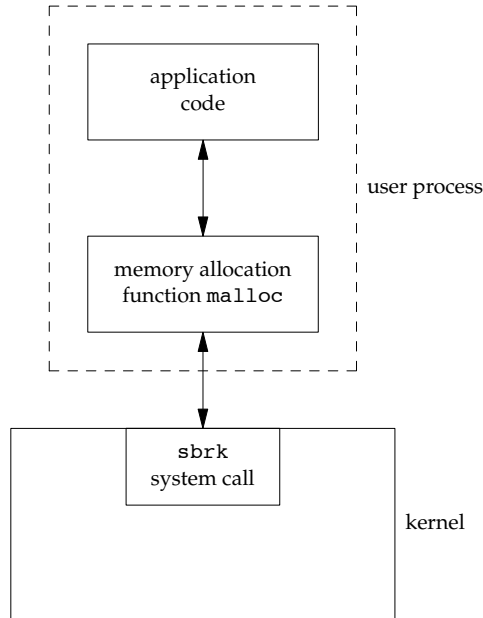 application
code
user process
memory allocation
function malloc
sbrk
system call
kernel